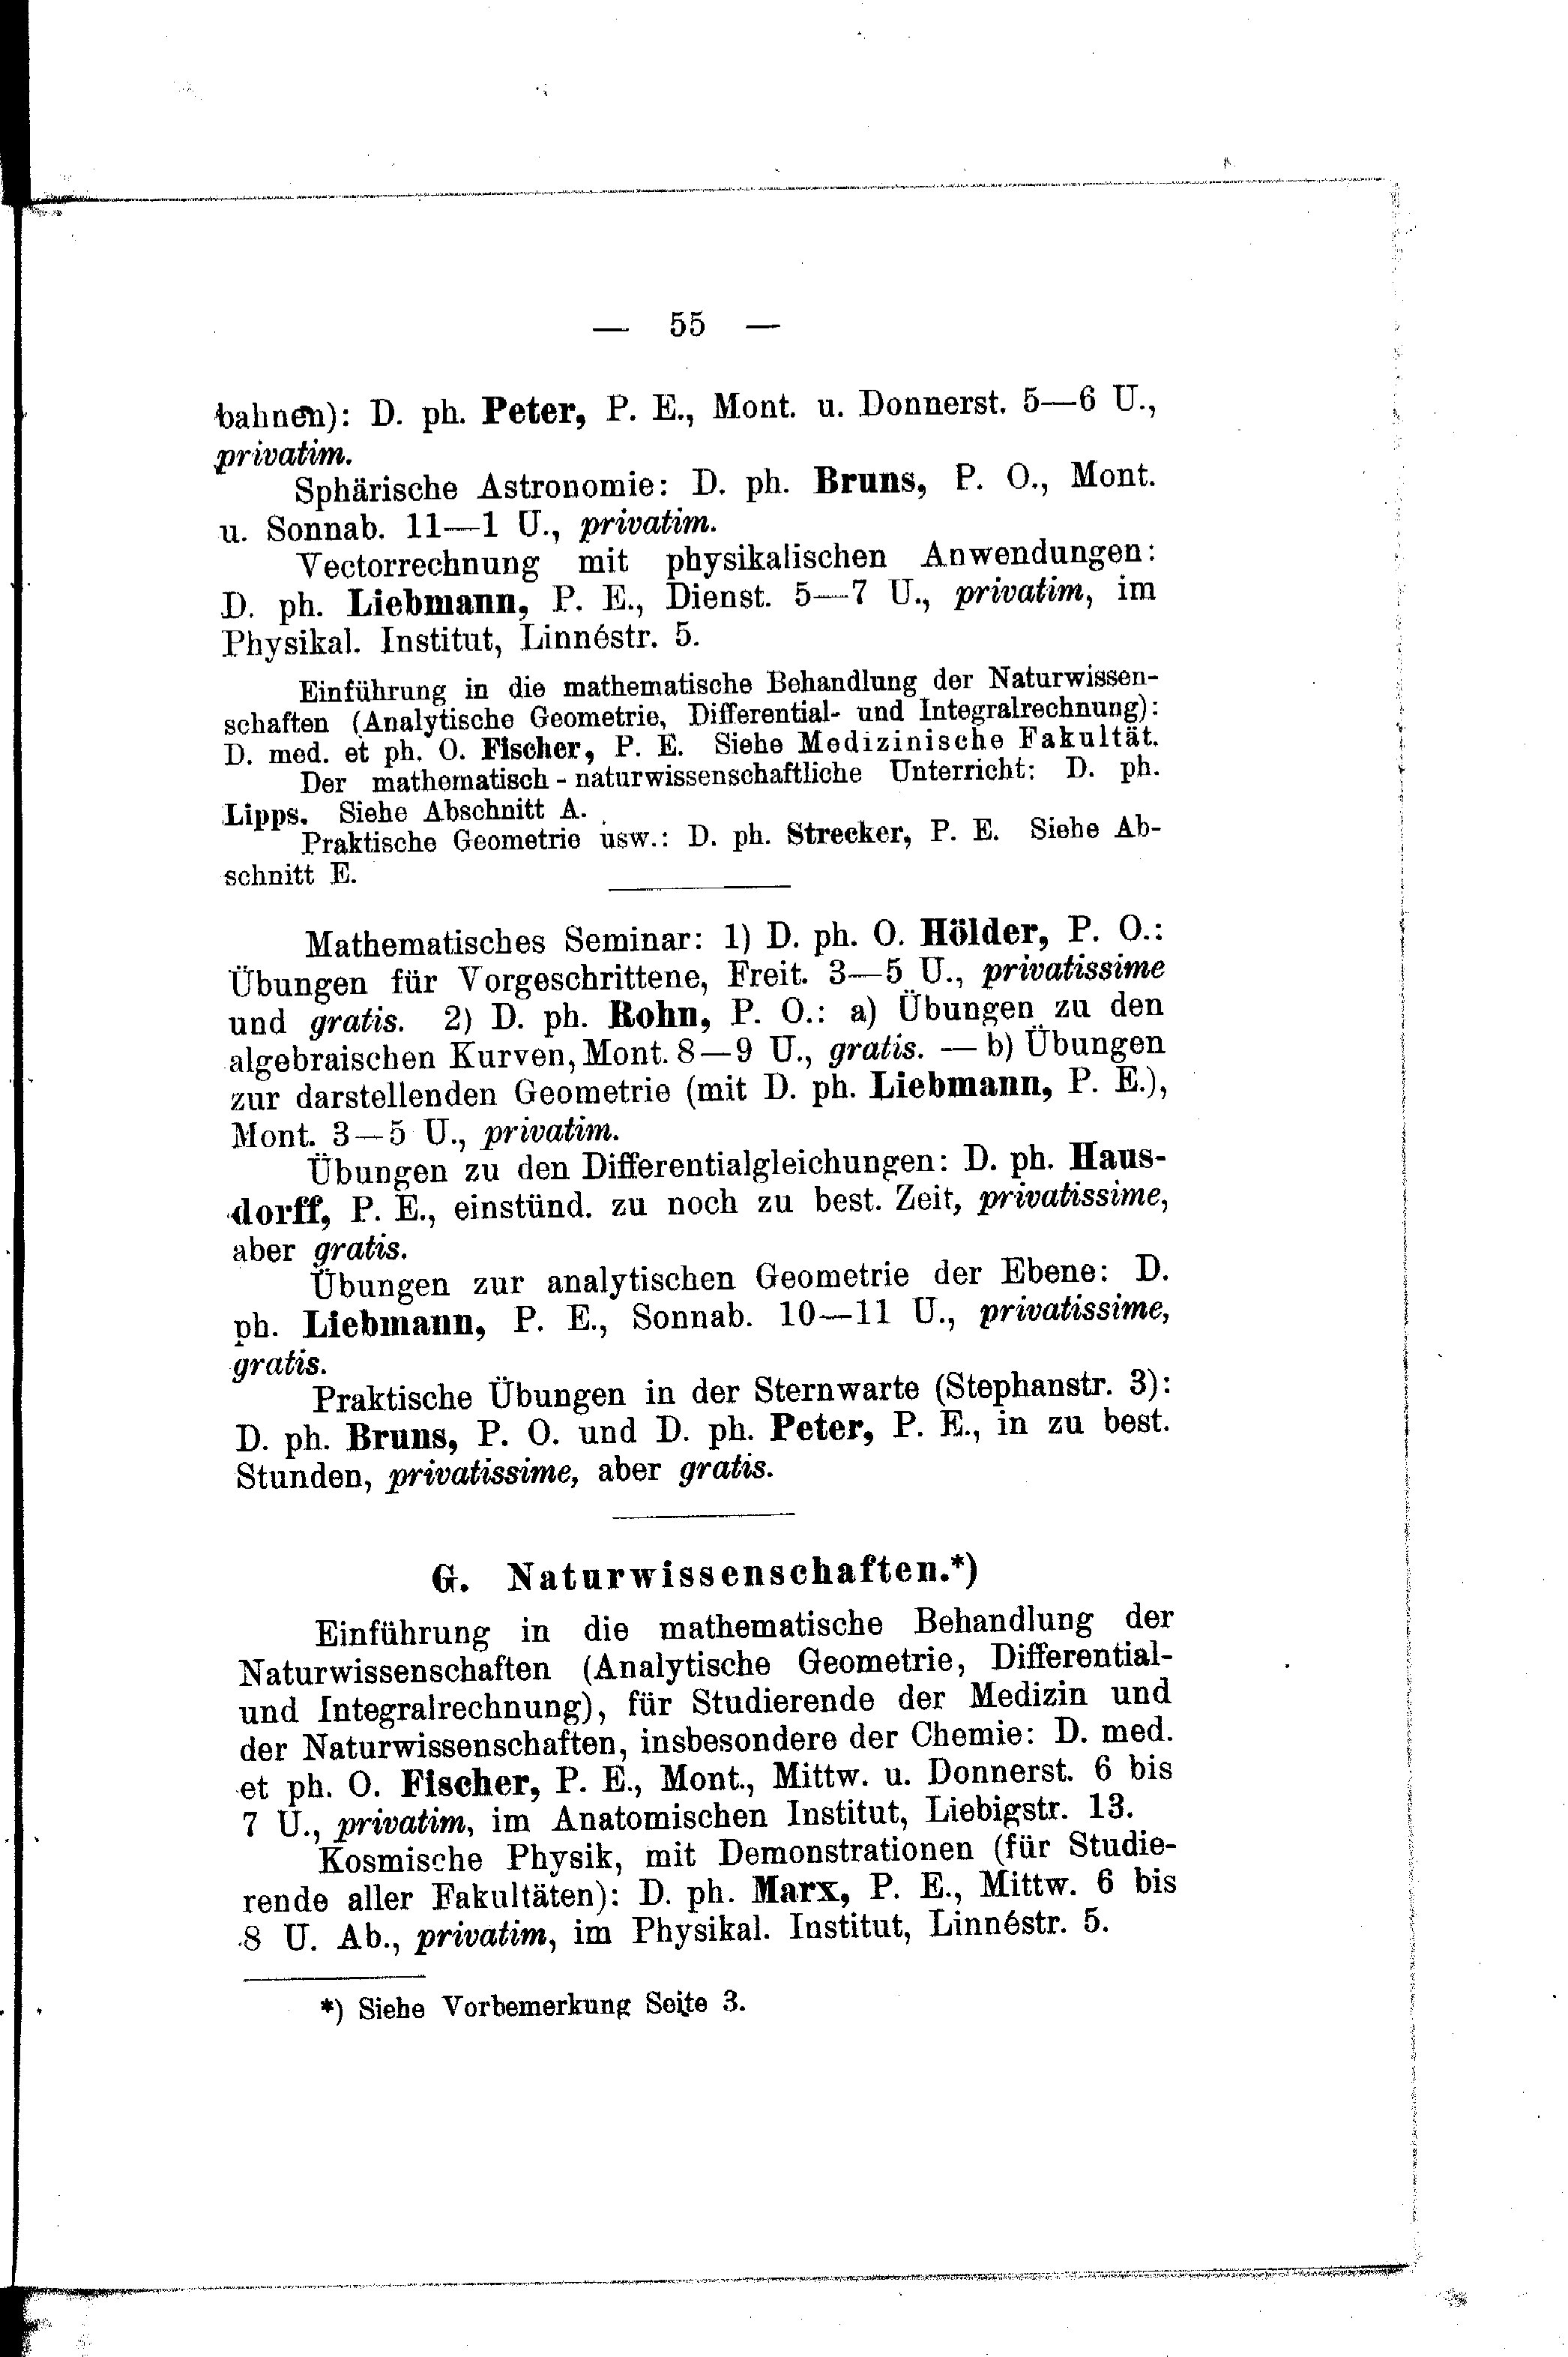 — 55 —
bahnen): D. ph. Peter, P. E., Mont. u. Donnerst. 5—6 U.,
privatim.
Sphärische Astronomie: D. ph. Bruns, P. O., Mont.
u. Sonnab. 11—1 U., privatim.
Vectorrechnung mit physikalischen Anwendungen:
D. ph. Liebmann, P. E., Dienst. 5—7 U., privatim, im
Physikal. Institut, Linnéstr. 5.
Einführung in die mathematische Behandlung der Naturwissen-
schaften (Analytische Geometrie, Differential- und Integralrechnung):
D. med. et ph. O. Fischer, P. E. Siehe Medizinische Fakultät.
Der mathematisch-naturwissenschaftliche Unterricht: D. ph.
Lipps. Siehe Abschnitt A.
Praktische Geometrie usw.: D. ph. Strecker, P. E. Siehe Ab-
schnitt E.
Mathematisches Seminar: 1) D. ph. O. Hölder, P. O.:
Übungen für Vorgeschrittene, Freit. 3—5 U., privatissime
und gratis. 2) D. ph. Rohn, P. O.: a) Übungen zu den
algebraischen Kurven, Mont. 8—9 U., gratis. — b) Übungen
zur darstellenden Geometrie (mit D. ph. Liebmann, P. E.),
Mont. 3—5 U., privatim.
Übungen zu den Differentialgleichungen: D. ph. Haus-
dorff, P. E., einstünd. zu noch zu best. Zeit, privatissime,
aber gratis.
Übungen zur analytischen Geometrie der Ebene: D.
ph. Liebmann, P. E., Sonnab. 10—11 U., privatissime,
gratis.
Praktische Übungen in der Sternwarte (Stephanstr. 3):
D. ph. Bruns, P. O. und D. ph. Peter, P. E., in zu best.
Stunden, privatissime, aber gratis.
G. Naturwissenschaften.*)
Einführung in die mathematische Behandlung der
Naturwissenschaften (Analytische Geometrie, Differential-
und Integralrechnung), für Studierende der Medizin und
der Naturwissenschaften, insbesondere der Chemie: D. med.
et ph. O. Fischer, P. E., Mont., Mittw. u. Donnerst. 6 bis
7 U., privatim, im Anatomischen Institut, Liebigstr. 13.
Kosmische Physik, mit Demonstrationen (für Studie-
rende aller Fakultäten): D. ph. Marx, P. E., Mittw. 6 bis
8 U. Ab., privatim, im Physikal. Institut, Linnéstr. 5.
*) Siehe Vorbemerkung Seite 3.